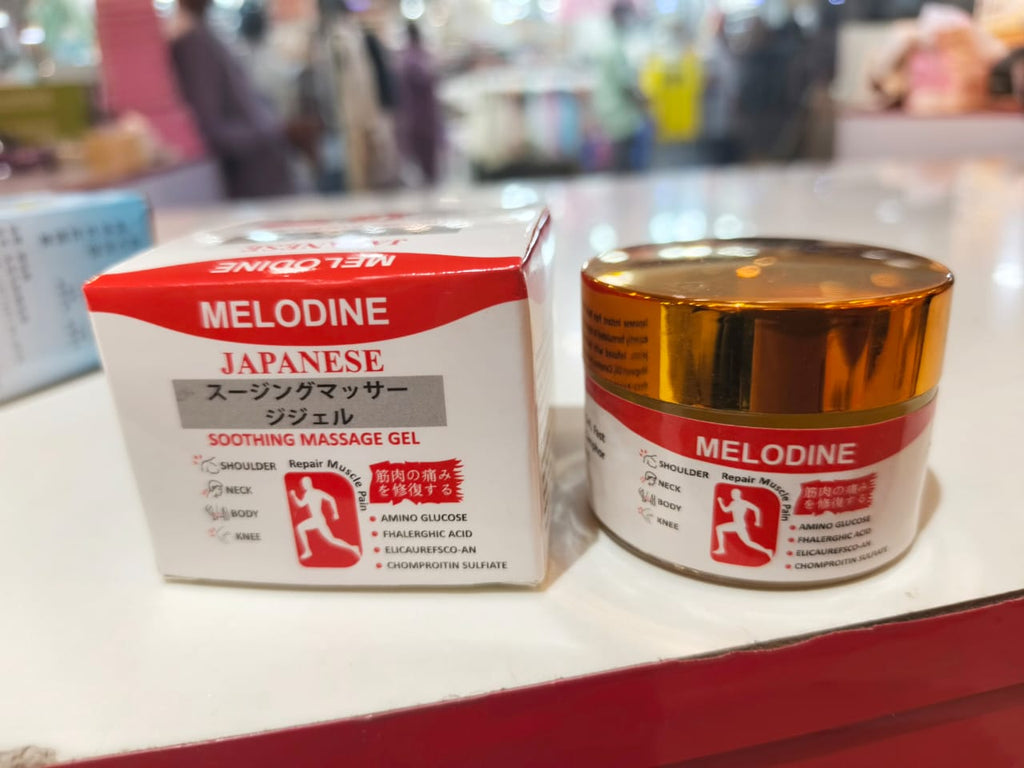 MELODINE
MELODINE
JAPANESE
スージングマッサー
ジジェル
SOOTHING MASSAGE GEL
SHOULDER
NECK
BODY
KNEE
Repair Muscle Pain
筋肉の痛み
を修復する
AMINO GLUCOSE
FHALERGHIC ACID
ELICAUREFSCO-AN
CHOMPROITIN SULFIATE
MELODINE
SHOULDER
NECK
BODY
KNEE
Repair Muscle Pain
筋肉の痛み
を修復する
AMINO GLUCOSE
FHALERGHIC ACID
ELICAUREFSCO-AN
CHOMPROITIN SULFIATE